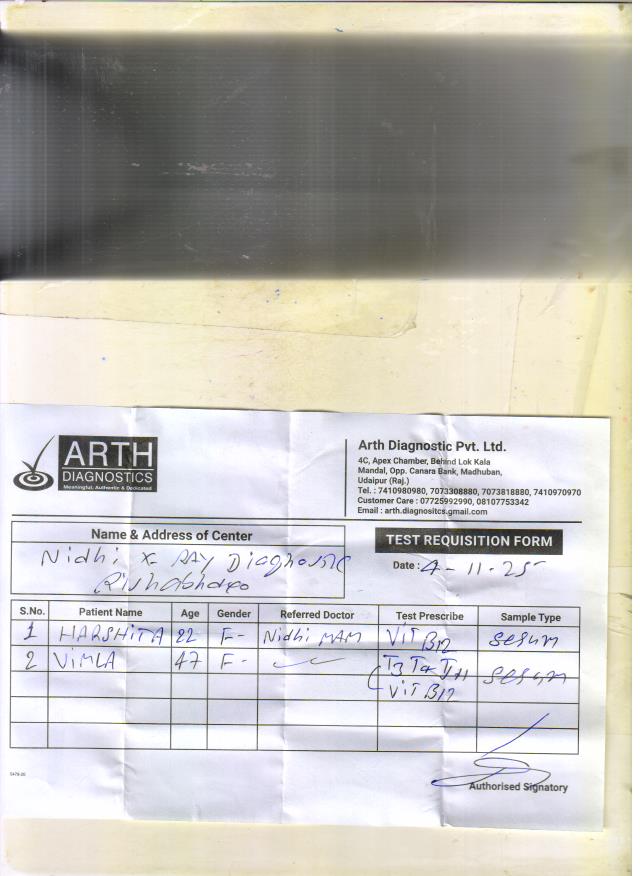 ARTH
DIAGNOSTICS
Meaningful, Authentic & Dedicated
Arth Diagnostic Pvt. Ltd.
4C, Apex Chamber, Behind Lok Kala
Mandal, Opp. Canara Bank, Madhuban,
Udaipur (Raj.)
Tel. : 7410980980, 7073308880, 7073818880, 7410970970
Customer Care : 07725992990, 08107753342
Email : arth.diagnositcs.gmail.com
Name & Address of Center
Nidhi X-RAY Diagnostic
Rishabhdeo
TEST REQUISITION FORM
Date : 4-11-25
S.No. Patient Name Age Gender Referred Doctor Test Prescribe Sample Type
1 HARSHITA 22 F- Nidhi MAM VIT B12 serum
2 VIMLA 47 F- T3 T4 TSH serum
VIT B12
Authorised Signatory